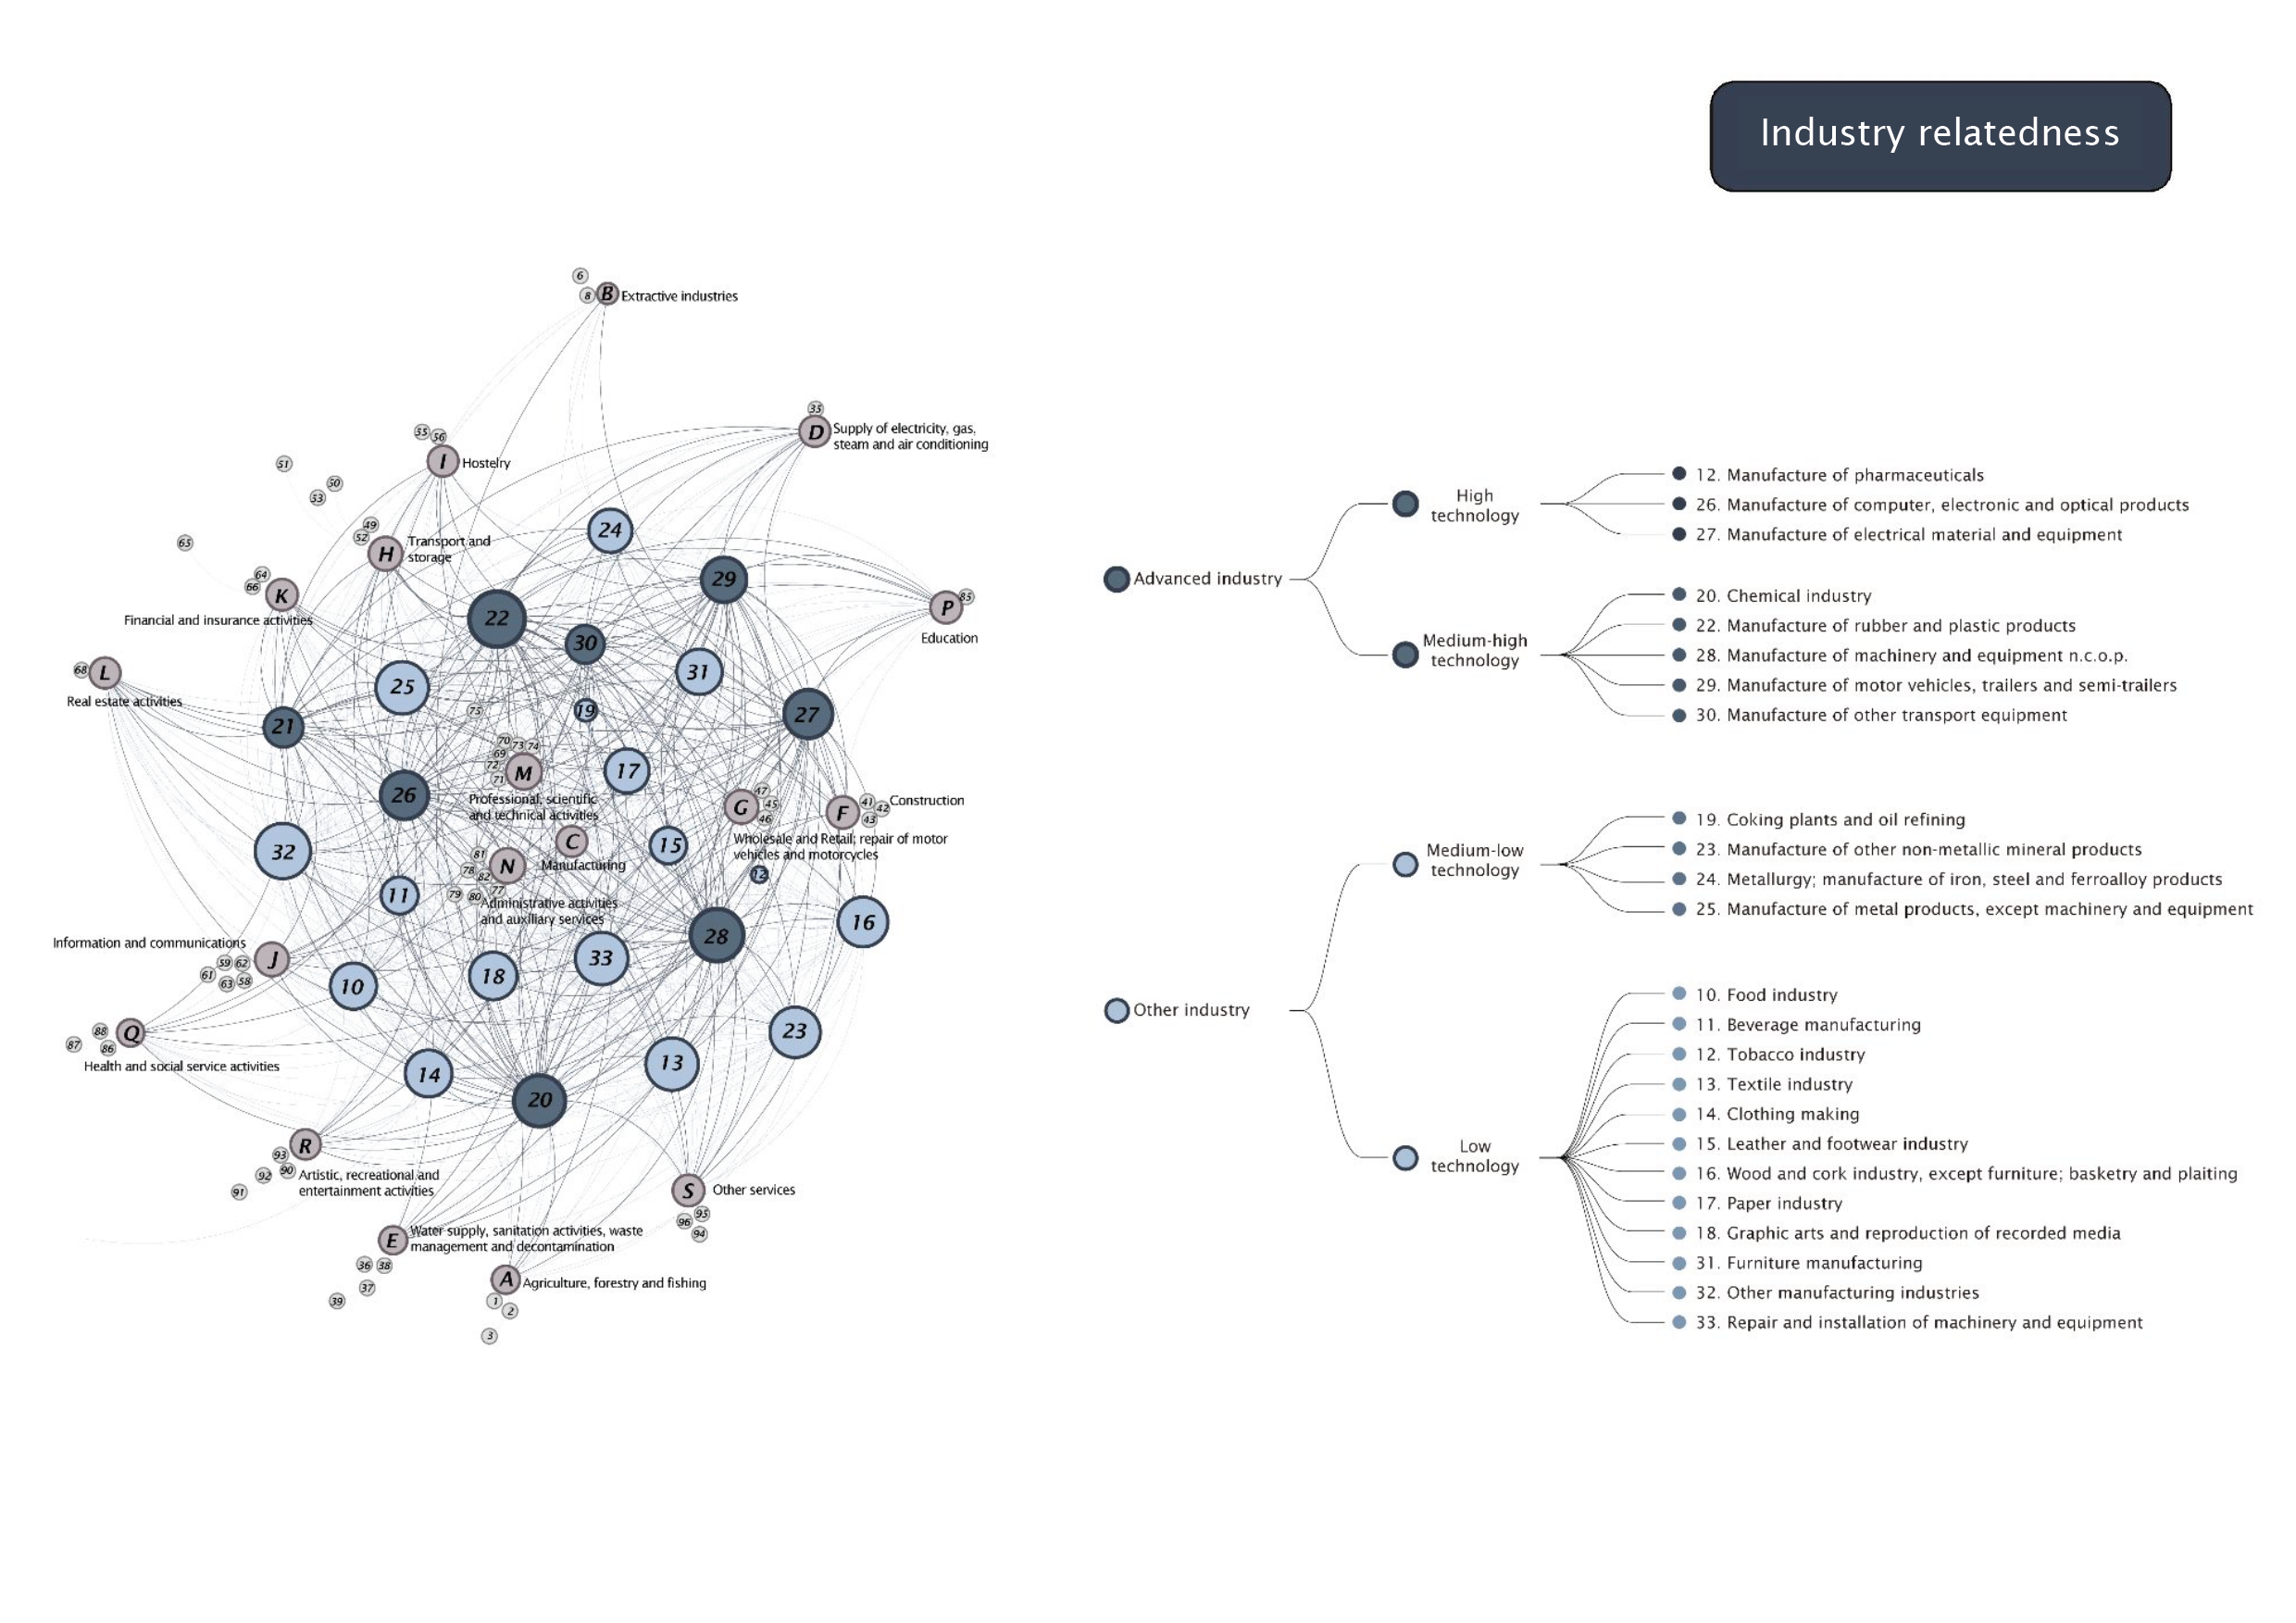 Industry relatedness
6
8 B Extractive industries
35
D Supply of electricity, gas,
steam and air conditioning
55 56
I Hostelry
51
50
53
49
52
H Transport and
storage
24
65
64
66
K
Financial and insurance activities
29
85
P
Education
22
30
31
25
68 L
Real estate activities
21
75
19
27
70 73 74
69
72
71
M
Professional, scientific
and technical activities
17
26
47
45
46
G
Wholesale and Retail; repair of motor
vehicles and motorcycles
F
41
42
43
Construction
C
Manufacturing
15
12
32
81
78
82
77
79
80
N
Administrative activities
and auxiliary services
11
16
28
33
18
10
Information and communications
J
59 62
61
63 58
88
87
86
Q
Health and social service activities
23
13
14
20
R
93
92
90
91
Artistic, recreational and
entertainment activities
S Other services
95
96
94
E
Water supply, sanitation activities, waste
management and decontamination
36 38
37
39
A Agriculture, forestry and fishing
1
2
3
Advanced industry
High
technology
12. Manufacture of pharmaceuticals
26. Manufacture of computer, electronic and optical products
27. Manufacture of electrical material and equipment
Medium-high
technology
20. Chemical industry
22. Manufacture of rubber and plastic products
28. Manufacture of machinery and equipment n.c.o.p.
29. Manufacture of motor vehicles, trailers and semi-trailers
30. Manufacture of other transport equipment
Other industry
Medium-low
technology
19. Coking plants and oil refining
23. Manufacture of other non-metallic mineral products
24. Metallurgy; manufacture of iron, steel and ferroalloy products
25. Manufacture of metal products, except machinery and equipment
Low
technology
10. Food industry
11. Beverage manufacturing
12. Tobacco industry
13. Textile industry
14. Clothing making
15. Leather and footwear industry
16. Wood and cork industry, except furniture; basketry and plaiting
17. Paper industry
18. Graphic arts and reproduction of recorded media
31. Furniture manufacturing
32. Other manufacturing industries
33. Repair and installation of machinery and equipment